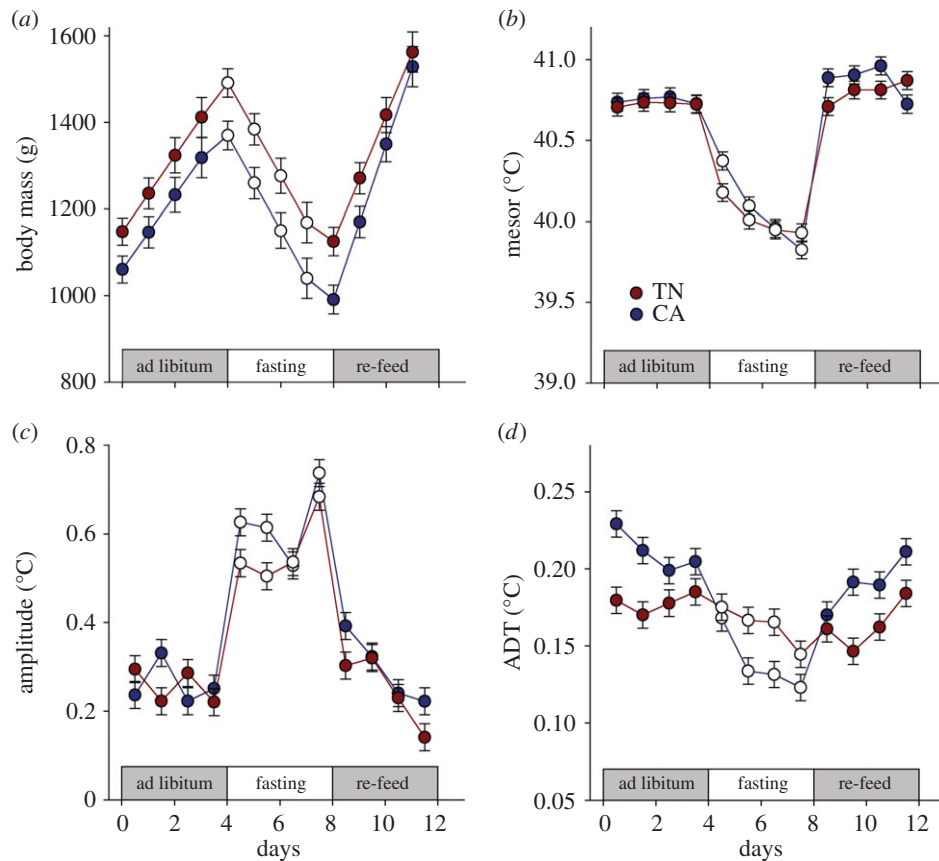 (a)
1600
1400
1200
1000
800
body mass (g)
ad libitum fasting re-feed
(b)
41.0
40.5
40.0
39.5
39.0
mesor (°C)
TN
CA
ad libitum fasting re-feed
(c)
0.8
0.6
0.4
0.2
0
amplitude (°C)
ad libitum fasting re-feed
0 2 4 6 8 10 12
days
(d)
0.25
0.20
0.15
0.10
0.05
ADT (°C)
ad libitum fasting re-feed
0 2 4 6 8 10 12
days